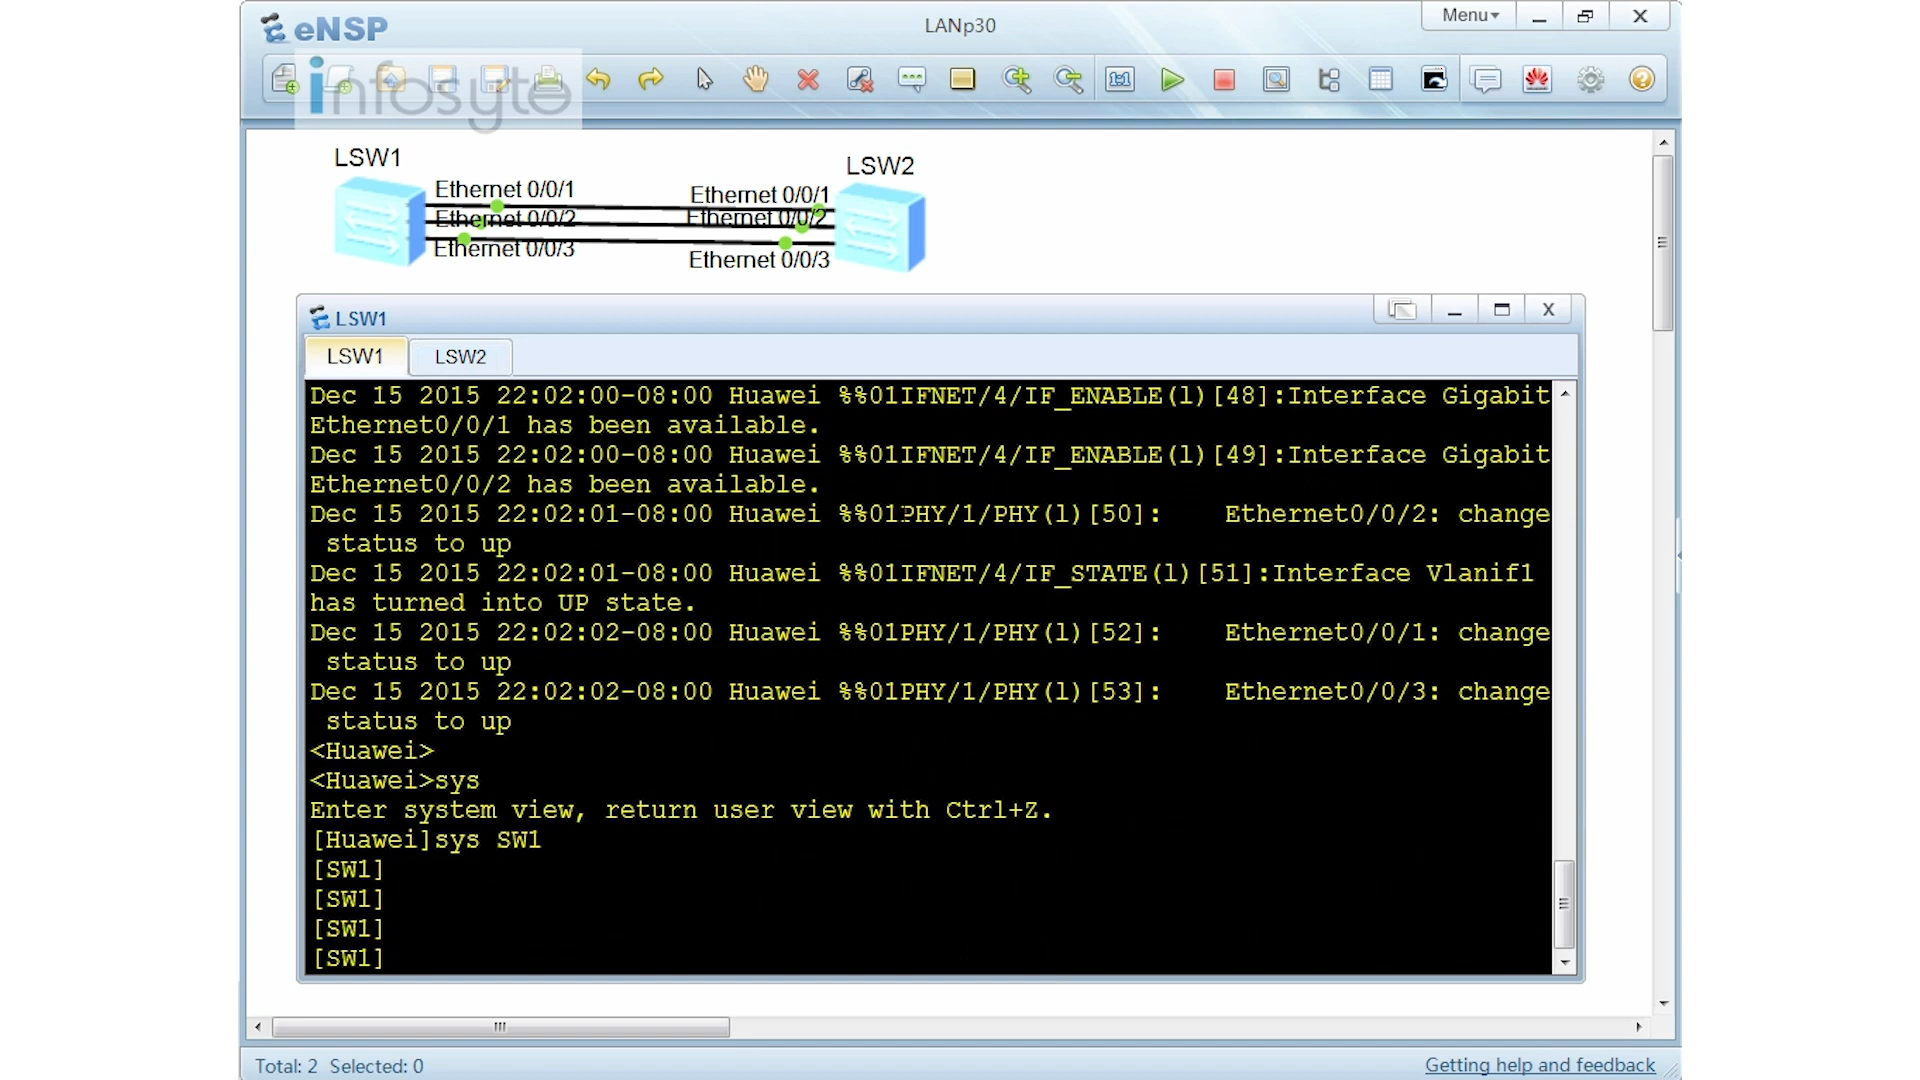 eNSP
LANp30
Menu
infosyte
LSW1
LSW2
Ethernet 0/0/1
Ethernet 0/0/1
Ethernet 0/0/2
Ethernet 0/0/2
Ethernet 0/0/3
Ethernet 0/0/3
LSW1
LSW1
LSW2
Dec 15 2015 22:02:00-08:00 Huawei %%01IFNET/4/IF_ENABLE(l)[48]:Interface Gigabit
Ethernet0/0/1 has been available.
Dec 15 2015 22:02:00-08:00 Huawei %%01IFNET/4/IF_ENABLE(l)[49]:Interface Gigabit
Ethernet0/0/2 has been available.
Dec 15 2015 22:02:01-08:00 Huawei %%01PHY/1/PHY(l)[50]:    Ethernet0/0/2: change
status to up
Dec 15 2015 22:02:01-08:00 Huawei %%01IFNET/4/IF_STATE(l)[51]:Interface Vlanif1
has turned into UP state.
Dec 15 2015 22:02:02-08:00 Huawei %%01PHY/1/PHY(l)[52]:    Ethernet0/0/1: change
status to up
Dec 15 2015 22:02:02-08:00 Huawei %%01PHY/1/PHY(l)[53]:    Ethernet0/0/3: change
status to up
<Huawei>
<Huawei>sys
Enter system view, return user view with Ctrl+Z.
[Huawei]sys SW1
[SW1]
[SW1]
[SW1]
[SW1]
Total: 2 Selected: 0
Getting help and feedback